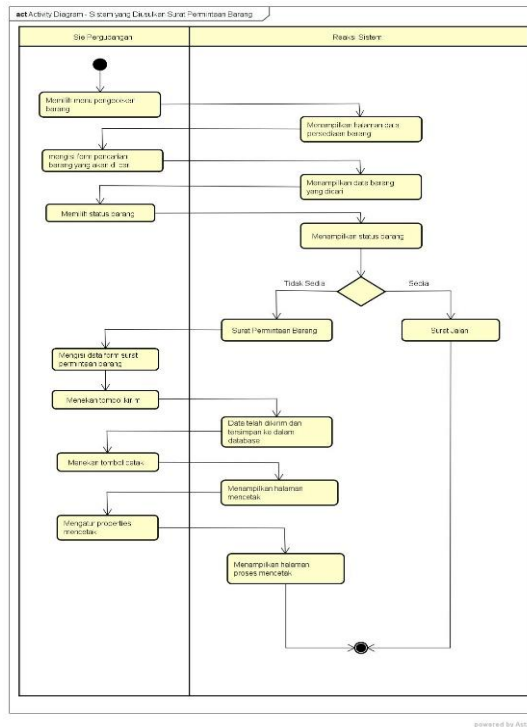 act Activity Diagram - Sistem yang Diusulkan Surat Permintaan Barang
Sie Pergudangan
Reaksi Sistem
Memilih menu pengecekan
barang
Menampilkan halaman data
persediaan barang
mengisi form pencarian
barang yang akan di cari
Menampilkan data barang
yang dicari
Memilih status barang
Menampilkan status barang
Tidak Sedia
Sedia
Surat Permintaan Barang
Surat Jalan
Mengisi data form surat
permintaan barang
Menekan tombol kirim
Data telah dikirim dan
tersimpan ke dalam
database
Menekan tombol cetak
Menampilkan halaman
mencetak
Mengatur properties
mencetak
Menampilkan halaman
proses mencetak
powered by Ast